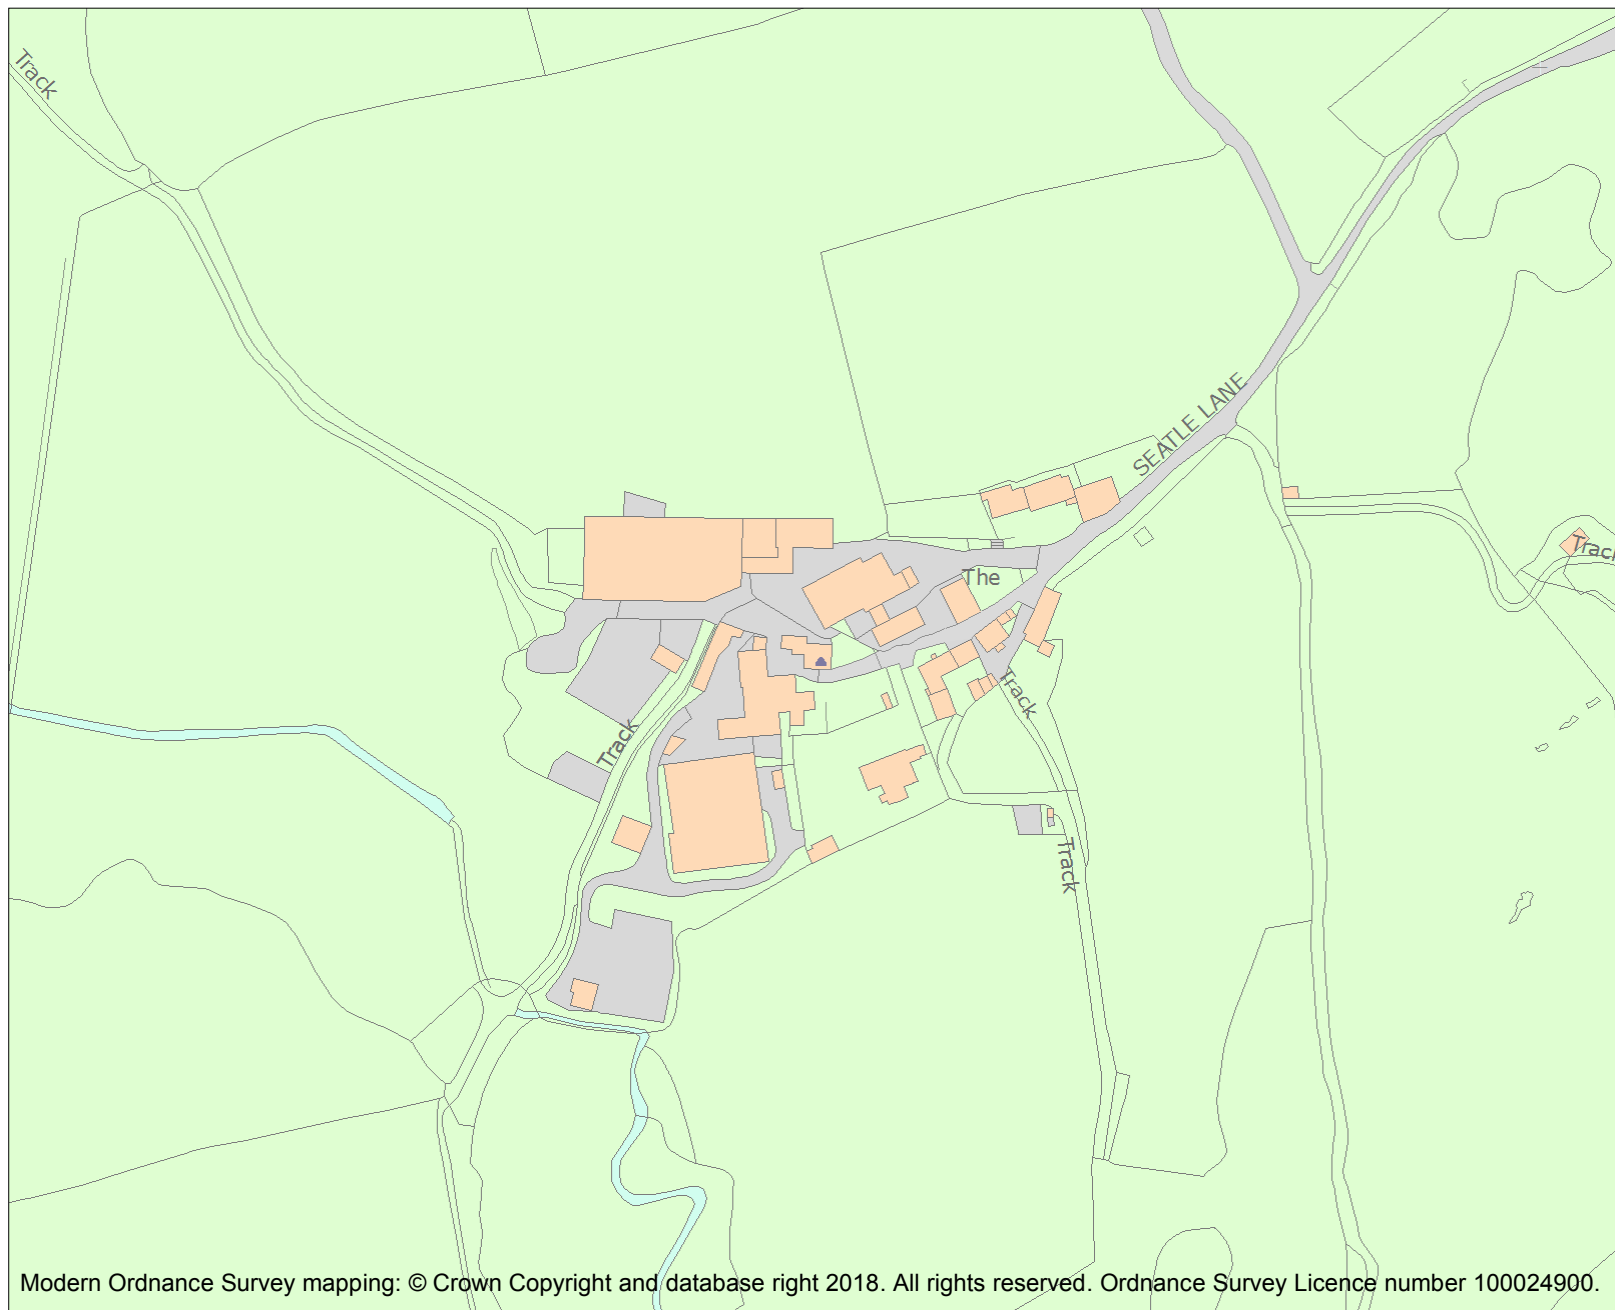 Track
SEATLE LANE
Track
The
Track
Track
Track
Modern Ordnance Survey mapping: © Crown Copyright and database right 2018. All rights reserved. Ordnance Survey Licence number 100024900.